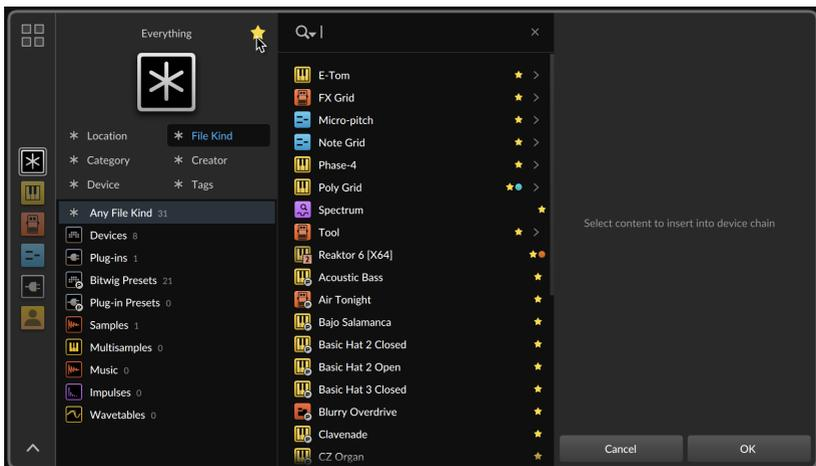 Everything
Location
File Kind
Category
Creator
Device
Tags
Any File Kind 31
Devices 8
Plug-ins 1
Bitwig Presets 21
Plug-in Presets 0
Samples 1
Multisamples 0
Music 0
Impulses 0
Wavetables 0
E-Tom
FX Grid
Micro-pitch
Note Grid
Phase-4
Poly Grid
Spectrum
Tool
Reaktor 6 [X64]
Acoustic Bass
Air Tonight
Bajo Salamanca
Basic Hat 2 Closed
Basic Hat 2 Open
Basic Hat 3 Closed
Blurry Overdrive
Clavenade
CZ Organ
Select content to insert into device chain
Cancel
OK